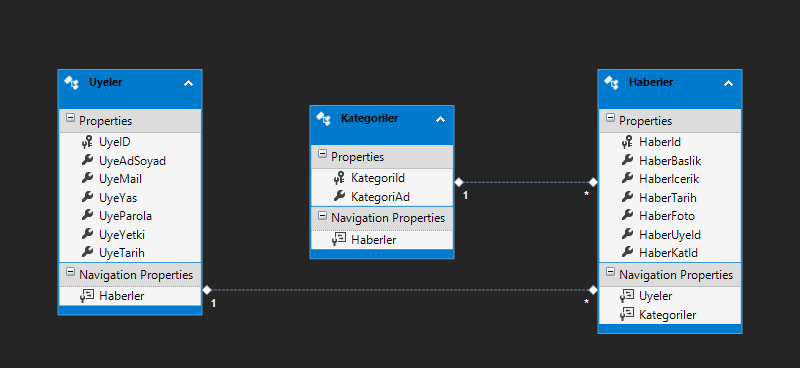 Uyeler
Properties
UyeID
UyeAdSoyad
UyeMail
UyeYas
UyeParola
UyeYetki
UyeTarih
Navigation Properties
Haberler
Kategoriler
Properties
KategoriId
KategoriAd
Navigation Properties
Haberler
Haberler
Properties
HaberId
HaberBaslik
HaberIcerik
HaberTarih
HaberFoto
HaberUyeId
HaberKatId
Navigation Properties
Uyeler
Kategoriler
1
*
1
*